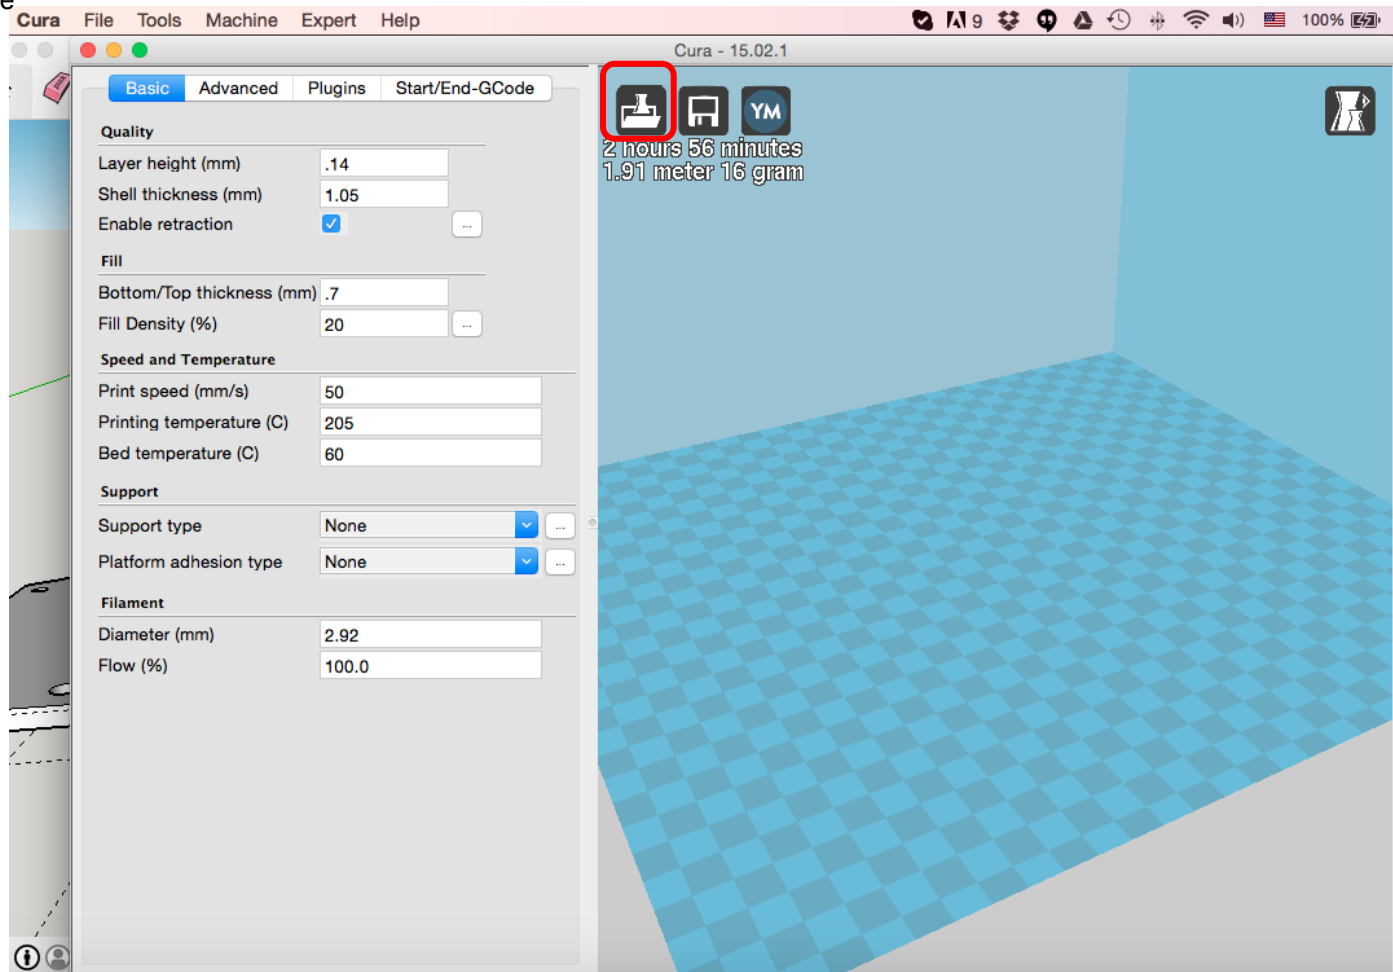 e
Cura File Tools Machine Expert Help 9 100%
Cura - 15.02.1
Basic Advanced Plugins Start/End-GCode
YM
2 hours 56 minutes
1.91 meter 16 gram
Quality
Layer height (mm) .14
Shell thickness (mm) 1.05
Enable retraction ...
Fill
Bottom/Top thickness (mm) .7
Fill Density (%) 20 ...
Speed and Temperature
Print speed (mm/s) 50
Printing temperature (C) 205
Bed temperature (C) 60
Support
Support type None ...
Platform adhesion type None ...
Filament
Diameter (mm) 2.92
Flow (%) 100.0